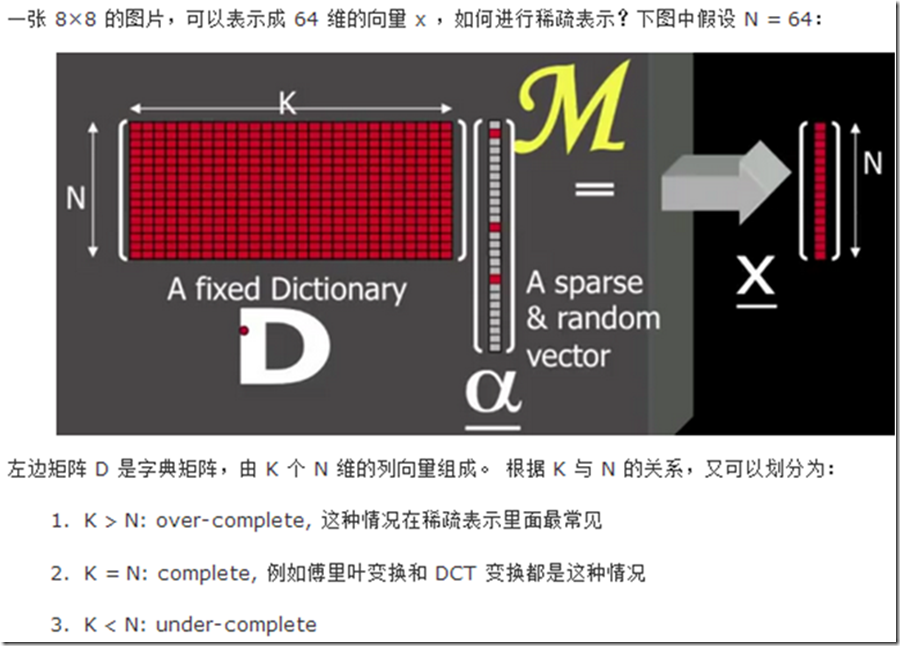 一张 8×8 的图片，可以表示成 64 维的向量 x ，如何进行稀疏表示？下图中假设 N = 64：
K
N
M
=
N
A fixed Dictionary
D
A sparse
& random
vector
α
x
左边矩阵 D 是字典矩阵，由 K 个 N 维的列向量组成。 根据 K 与 N 的关系，又可以划分为：
1. K > N: over-complete, 这种情况在稀疏表示里面最常见
2. K = N: complete, 例如傅里叶变换和 DCT 变换都是这种情况
3. K < N: under-complete